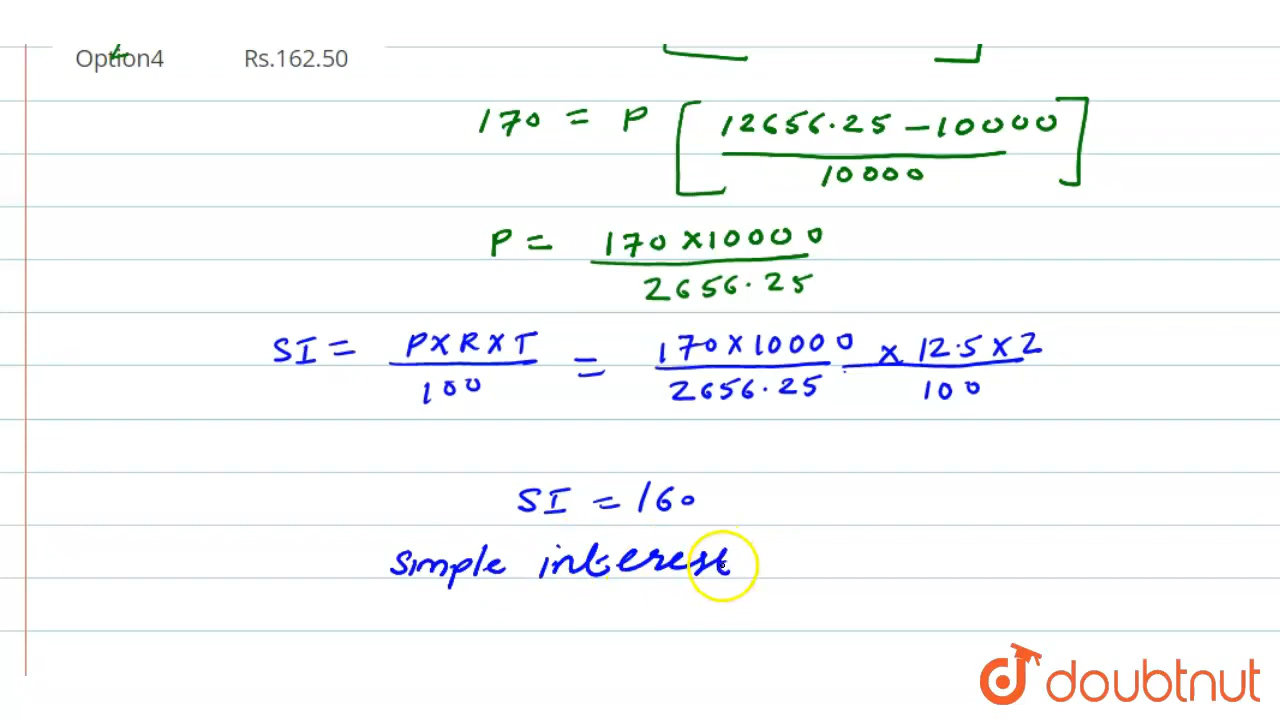 Option4 Rs.162.50
170 = P [ 12656.25 - 10000 / 10000 ]
P = 170 × 10000 / 2656.25
SI = P × R × T / 100 = 170 × 10000 / 2656.25 × 12.5 × 2 / 100
SI = 160
simple interest
doubtnut